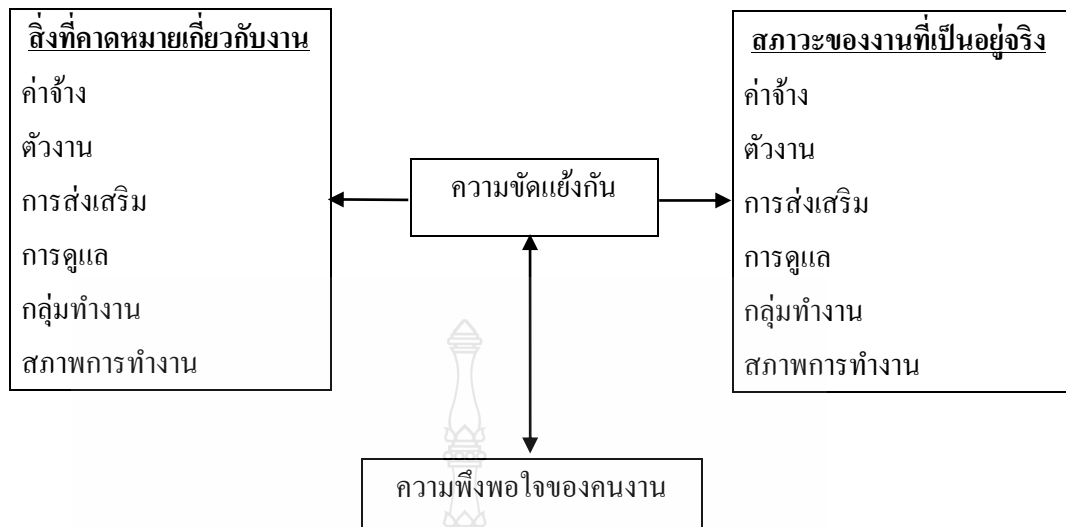 สิ่งที่คาดหมายเกี่ยวกับงาน
ค่าจ้าง
ตัวงาน
การส่งเสริม
การดูแล
กลุ่มทำงาน
สภาพการทำงาน
ความขัดแย้งกัน
สภาวะของงานที่เป็นอยู่จริง
ค่าจ้าง
ตัวงาน
การส่งเสริม
การดูแล
กลุ่มทำงาน
สภาพการทำงาน
ความพึงพอใจของคนงาน